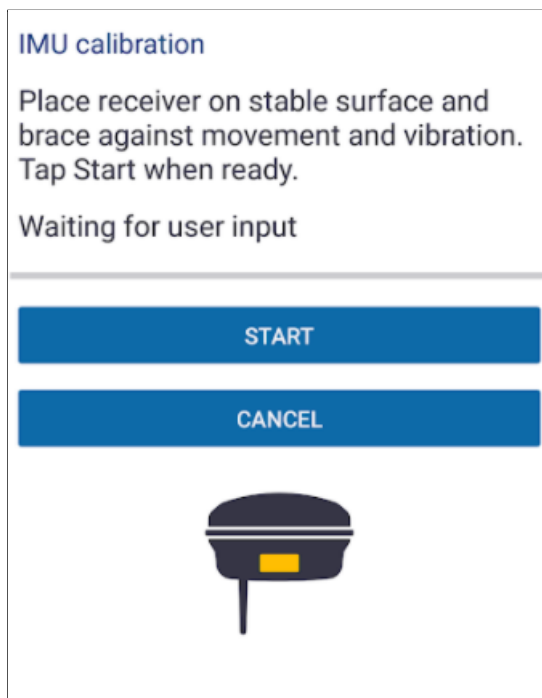 IMU calibration
Place receiver on stable surface and
brace against movement and vibration.
Tap Start when ready.
Waiting for user input
START
CANCEL